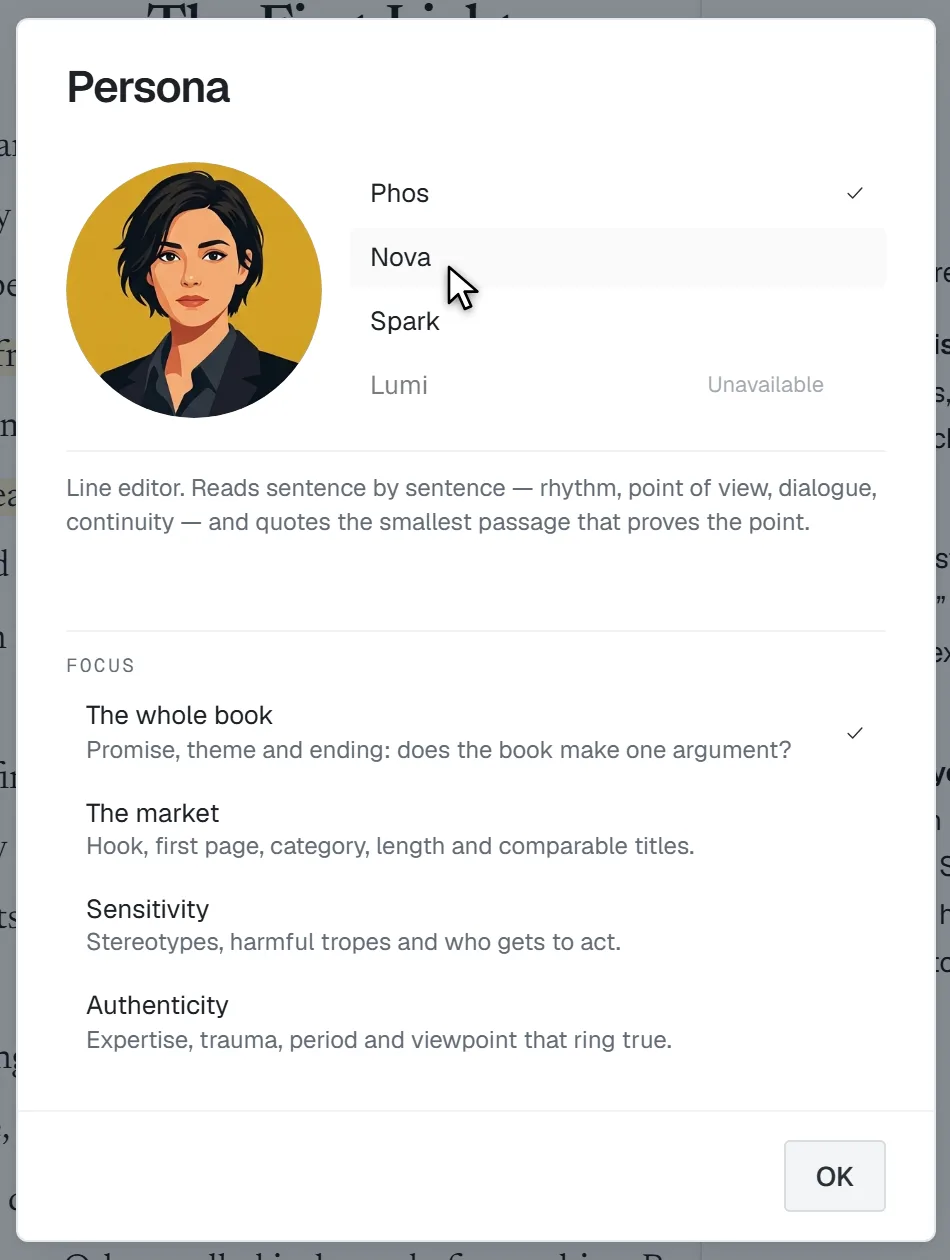 Persona
Phos
Nova
Spark
Lumi Unavailable
Line editor. Reads sentence by sentence — rhythm, point of view, dialogue,
continuity — and quotes the smallest passage that proves the point.
FOCUS
The whole book
Promise, theme and ending: does the book make one argument?
The market
Hook, first page, category, length and comparable titles.
Sensitivity
Stereotypes, harmful tropes and who gets to act.
Authenticity
Expertise, trauma, period and viewpoint that ring true.
OK